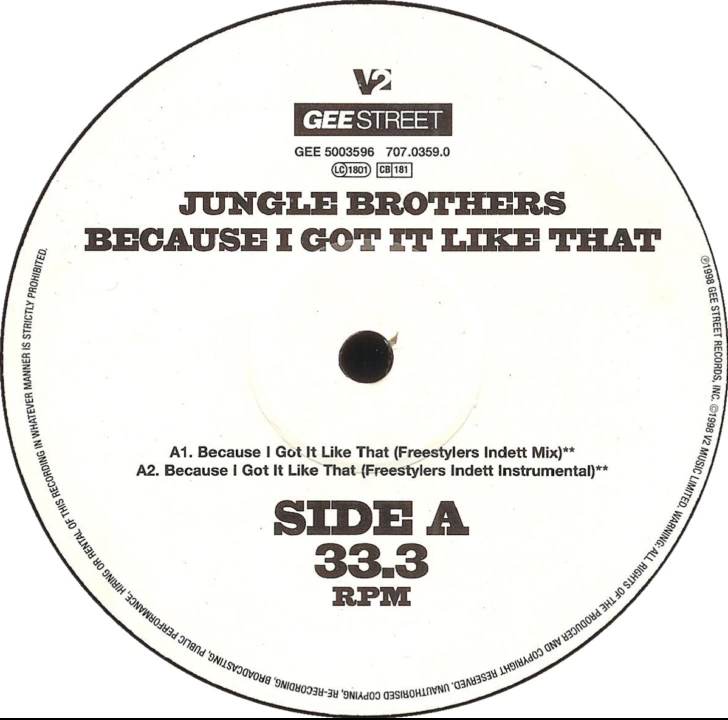 V2
GEE STREET
GEE 5003596 707.0359.0
LC 1801 CB 181
JUNGLE BROTHERS
BECAUSE I GOT IT LIKE THAT
A1. Because I Got It Like That (Freestylers Indett Mix)**
A2. Because I Got It Like That (Freestylers Indett Instrumental)**
SIDE A
33.3
RPM
℗1998 GEE STREET RECORDS, INC. ©1998 V2 MUSIC LIMITED. WARNING: ALL RIGHTS OF THE PRODUCER AND COPYRIGHT RESERVED. UNAUTHORISED COPYING, RE-RECORDING, BROADCASTING, PUBLIC PERFORMANCE, HIRING OR RENTAL OF THIS RECORDING IN WHATEVER MANNER IS STRICTLY PROHIBITED.